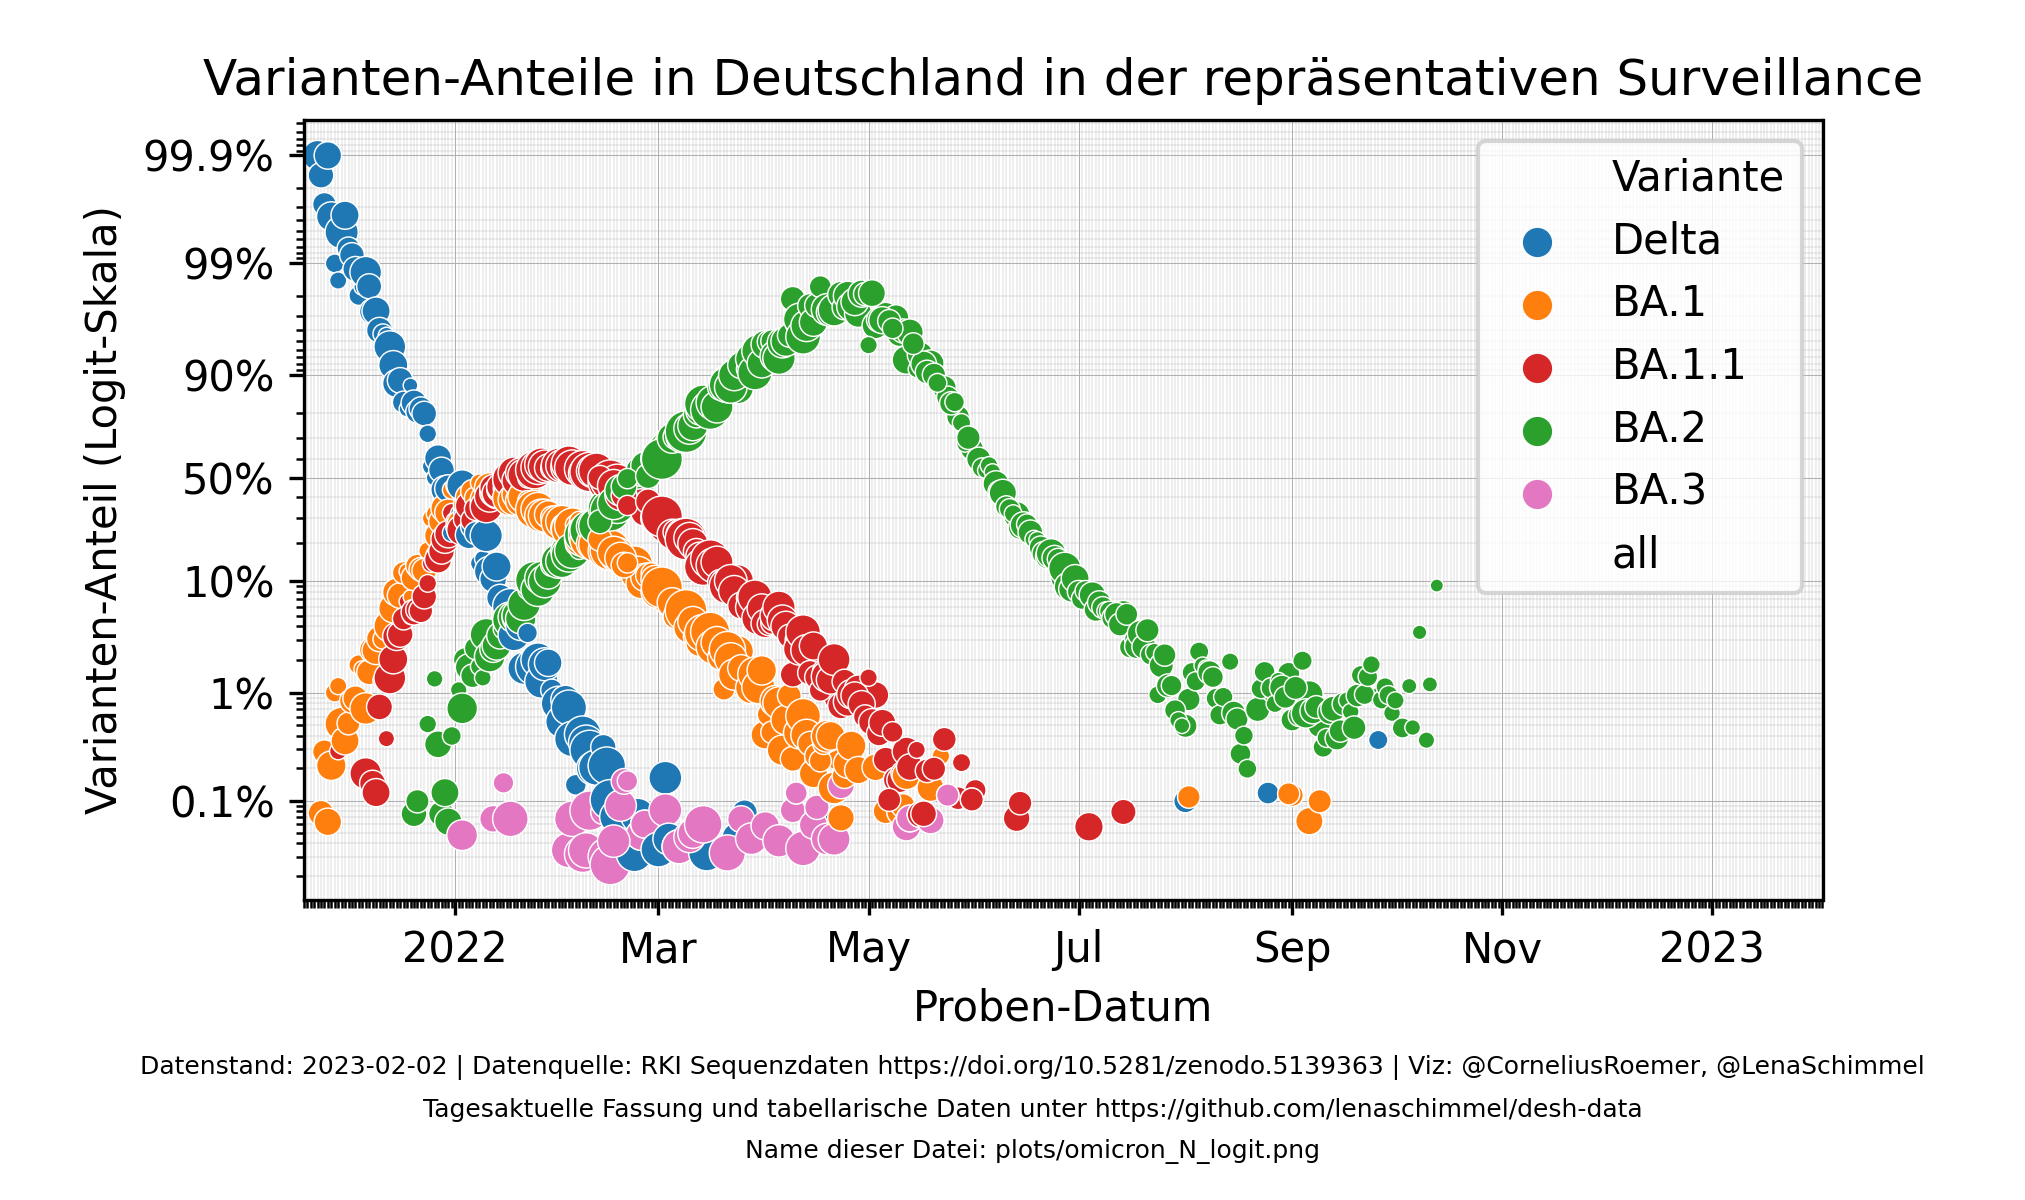 Varianten-Anteile in Deutschland in der repräsentativen Surveillance
Varianten-Anteil (Logit-Skala)
99.9%
99%
90%
50%
10%
1%
0.1%
Variante
Delta
BA.1
BA.1.1
BA.2
BA.3
all
2022 Mar May Jul Sep Nov 2023
Proben-Datum
Datenstand: 2023-02-02 | Datenquelle: RKI Sequenzdaten https://doi.org/10.5281/zenodo.5139363 | Viz: @CorneliusRoemer, @LenaSchimmel
Tagesaktuelle Fassung und tabellarische Daten unter https://github.com/lenaschimmel/desh-data
Name dieser Datei: plots/omicron_N_logit.png